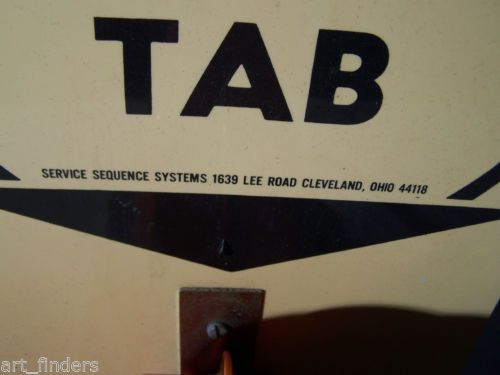 TAB
SERVICE SEQUENCE SYSTEMS 1639 LEE ROAD CLEVELAND, OHIO 44118
art_finders